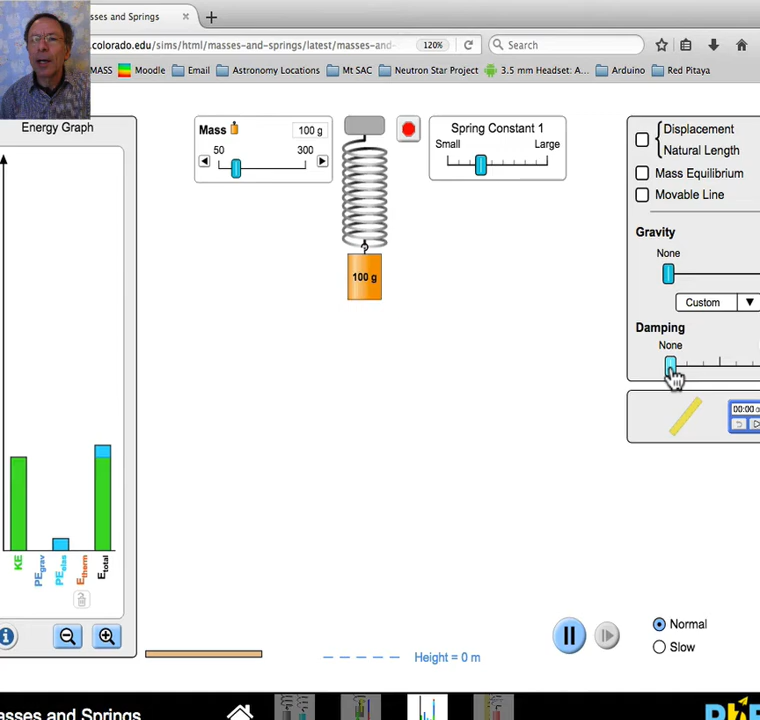 sses and Springs
.colorado.edu/sims/html/masses-and-springs/latest/masses-and-
120%
Search
MASS
Moodle
Email
Astronomy Locations
Mt SAC
Neutron Star Project
3.5 mm Headset: A...
Arduino
Red Pitaya
Energy Graph
KE
PEgrav
PEelas
Etherm
Etotal
Mass
100 g
50
300
100 g
Spring Constant 1
Small
Large
Displacement
Natural Length
Mass Equilibrium
Movable Line
Gravity
None
Custom
Damping
None
00:00
Normal
Slow
Height = 0 m
asses and Springs